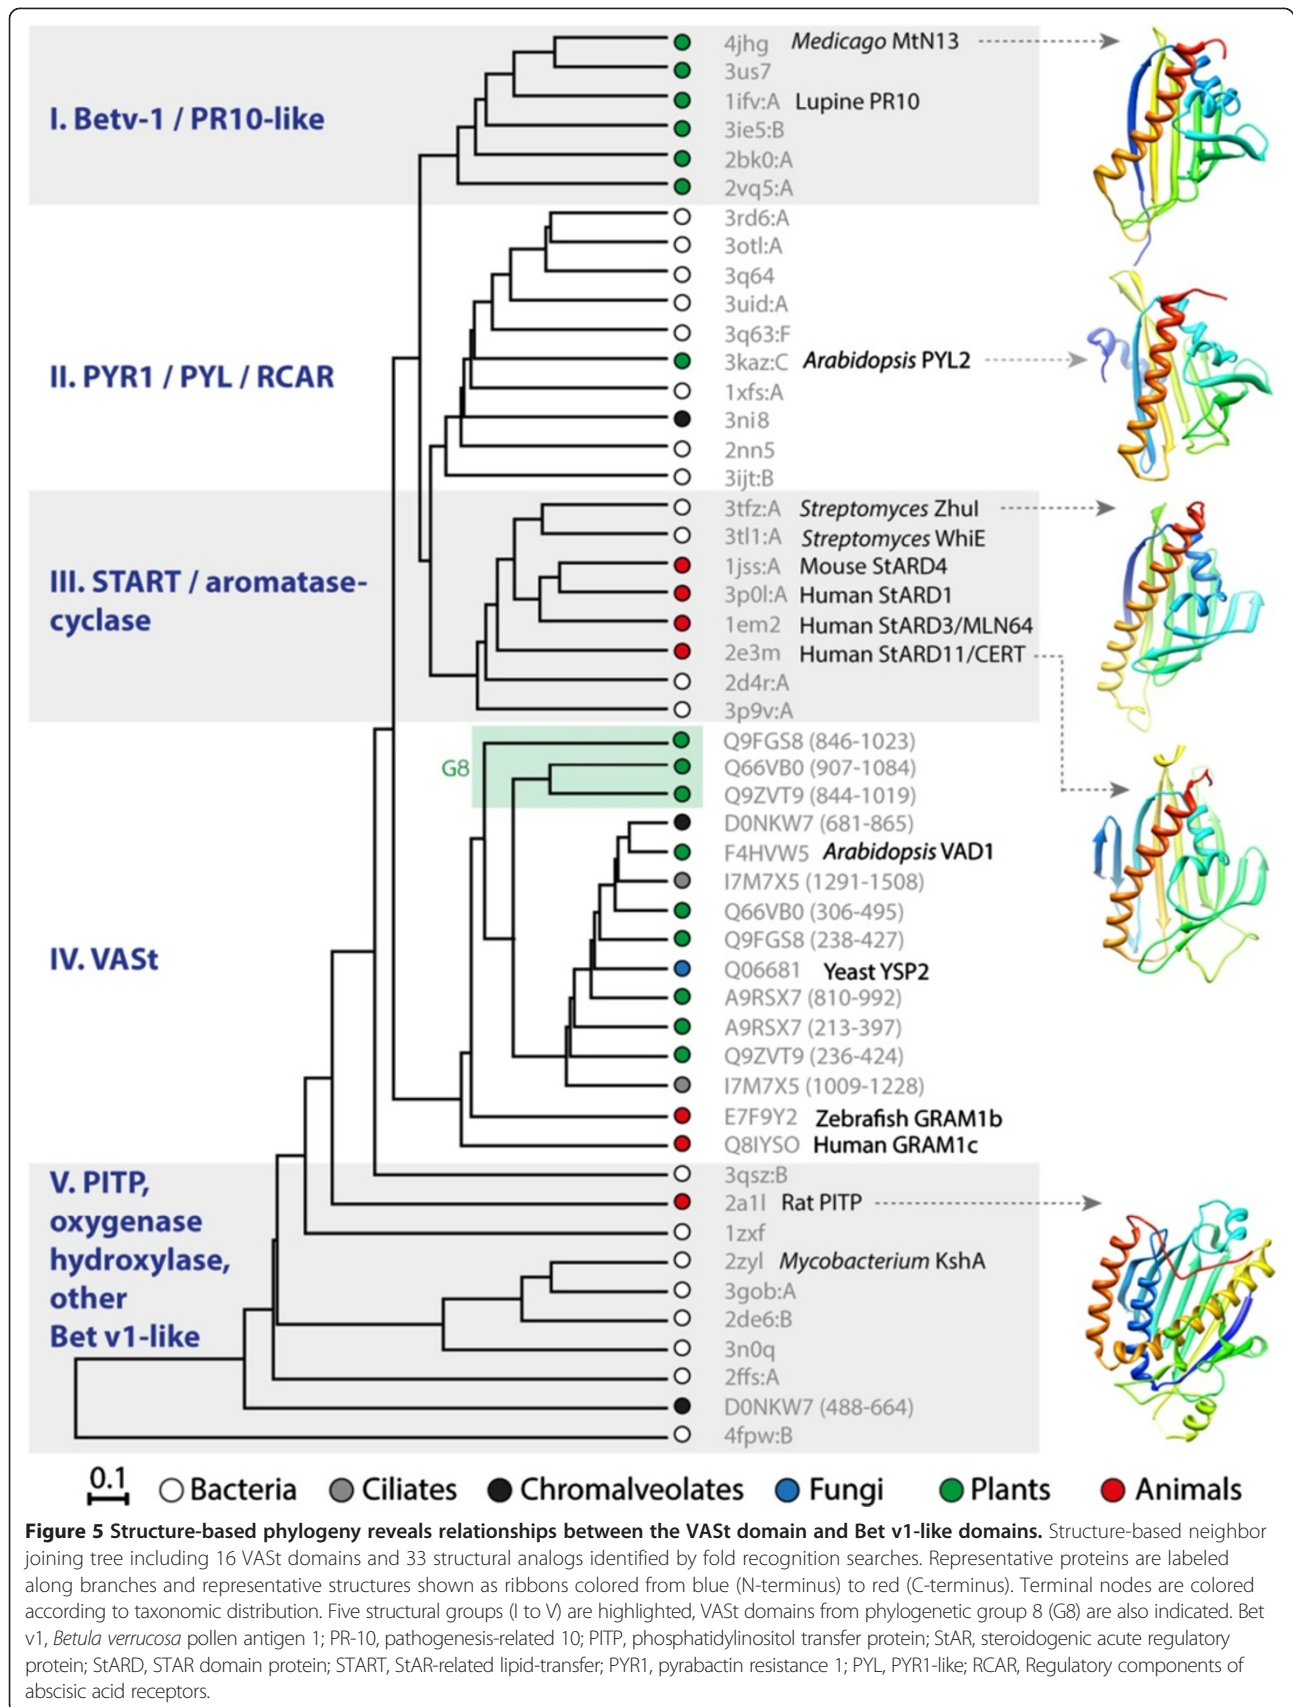 I. Betv-1 / PR10-like
4jhg Medicago MtN13
3us7
1ifv:A Lupine PR10
3ie5:B
2bk0:A
2vq5:A
II. PYR1 / PYL / RCAR
3rd6:A
3otl:A
3q64
3uid:A
3q63:F
3kaz:C Arabidopsis PYL2
1xfs:A
3ni8
2nn5
3ijt:B
III. START / aromatase-
cyclase
3tfz:A Streptomyces ZhuI
3tl1:A Streptomyces WhiE
1jss:A Mouse StARD4
3p0l:A Human StARD1
1em2 Human StARD3/MLN64
2e3m Human StARD11/CERT
2d4r:A
3p9v:A
IV. VASt
G8
Q9FGS8 (846-1023)
Q66VB0 (907-1084)
Q9ZVT9 (844-1019)
D0NKW7 (681-865)
F4HVW5 Arabidopsis VAD1
I7M7X5 (1291-1508)
Q66VB0 (306-495)
Q9FGS8 (238-427)
Q06681 Yeast YSP2
A9RSX7 (810-992)
A9RSX7 (213-397)
Q9ZVT9 (236-424)
I7M7X5 (1009-1228)
E7F9Y2 Zebrafish GRAM1b
Q8IYSO Human GRAM1c
V. PITP,
oxygenase
hydroxylase,
other
Bet v1-like
3qsz:B
2a1l Rat PITP
1zxf
2zyl Mycobacterium KshA
3gob:A
2de6:B
3n0q
2ffs:A
D0NKW7 (488-664)
4fpw:B
0.1 Bacteria Ciliates Chromalveolates Fungi Plants Animals
Figure 5 Structure-based phylogeny reveals relationships between the VASt domain and Bet v1-like domains. Structure-based neighbor
joining tree including 16 VASt domains and 33 structural analogs identified by fold recognition searches. Representative proteins are labeled
along branches and representative structures shown as ribbons colored from blue (N-terminus) to red (C-terminus). Terminal nodes are colored
according to taxonomic distribution. Five structural groups (I to V) are highlighted, VASt domains from phylogenetic group 8 (G8) are also indicated. Bet
v1, Betula verrucosa pollen antigen 1; PR-10, pathogenesis-related 10; PITP, phosphatidylinositol transfer protein; StAR, steroidogenic acute regulatory
protein; StARD, STAR domain protein; START, StAR-related lipid-transfer; PYR1, pyrabactin resistance 1; PYL, PYR1-like; RCAR, Regulatory components of
abscisic acid receptors.